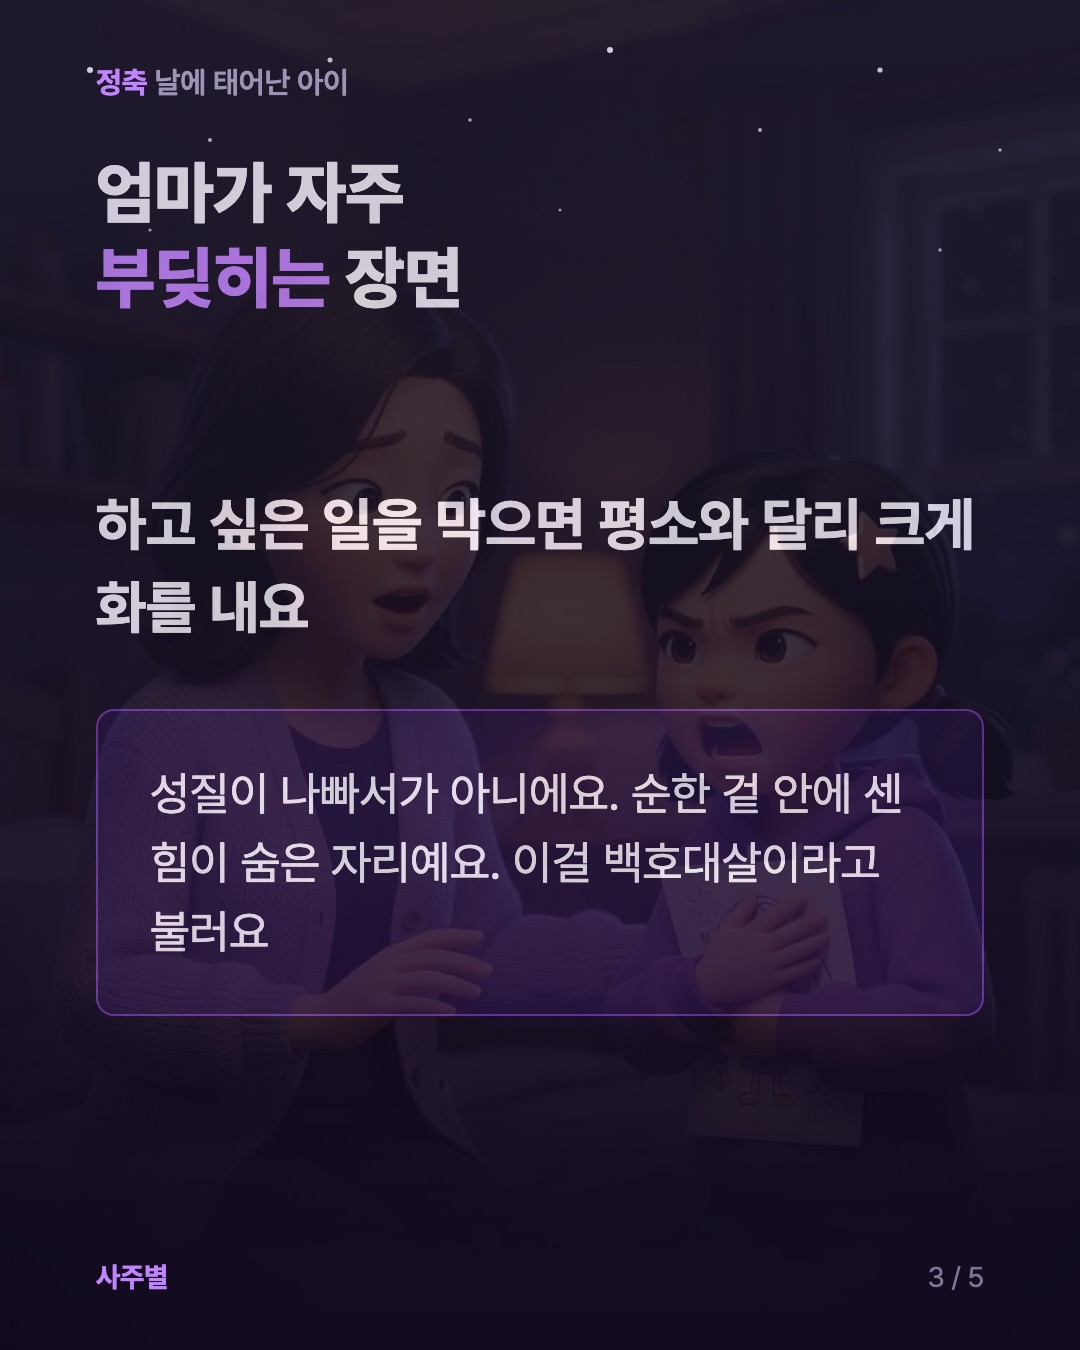 정축 날에 태어난 아이
엄마가 자주
부딪히는 장면
하고 싶은 일을 막으면 평소와 달리 크게
화를 내요
성질이 나빠서가 아니에요. 순한 겉 안에 센
힘이 숨은 자리예요. 이걸 백호대살이라고
불러요
사주별
3 / 5